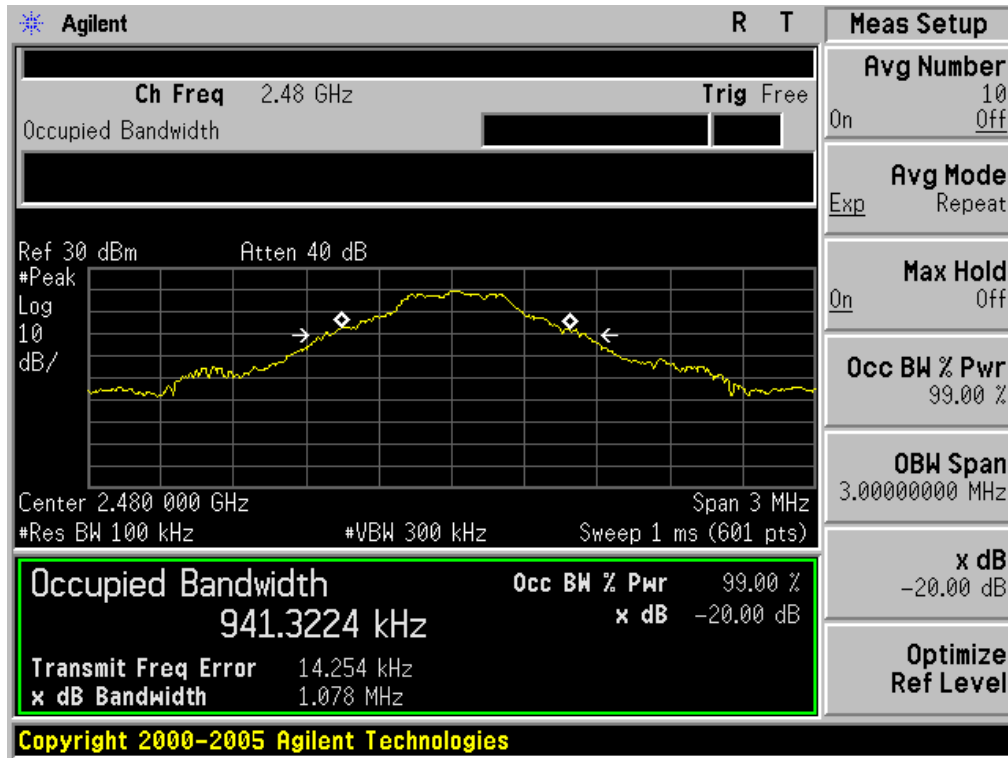 Agilent R T
Meas Setup
Ch Freq 2.48 GHz Trig Free
Occupied Bandwidth
Ref 30 dBm Atten 40 dB
#Peak
Log
10
dB/
Center 2.480 000 GHz Span 3 MHz
#Res BW 100 kHz #VBW 300 kHz Sweep 1 ms (601 pts)
Occupied Bandwidth Occ BW % Pwr 99.00 %
941.3224 kHz x dB -20.00 dB
Transmit Freq Error 14.254 kHz
x dB Bandwidth 1.078 MHz
Copyright 2000-2005 Agilent Technologies
Avg Number
10
On Off
Avg Mode
Exp Repeat
Max Hold
On Off
Occ BW % Pwr
99.00 %
OBW Span
3.00000000 MHz
x dB
-20.00 dB
Optimize
Ref Level